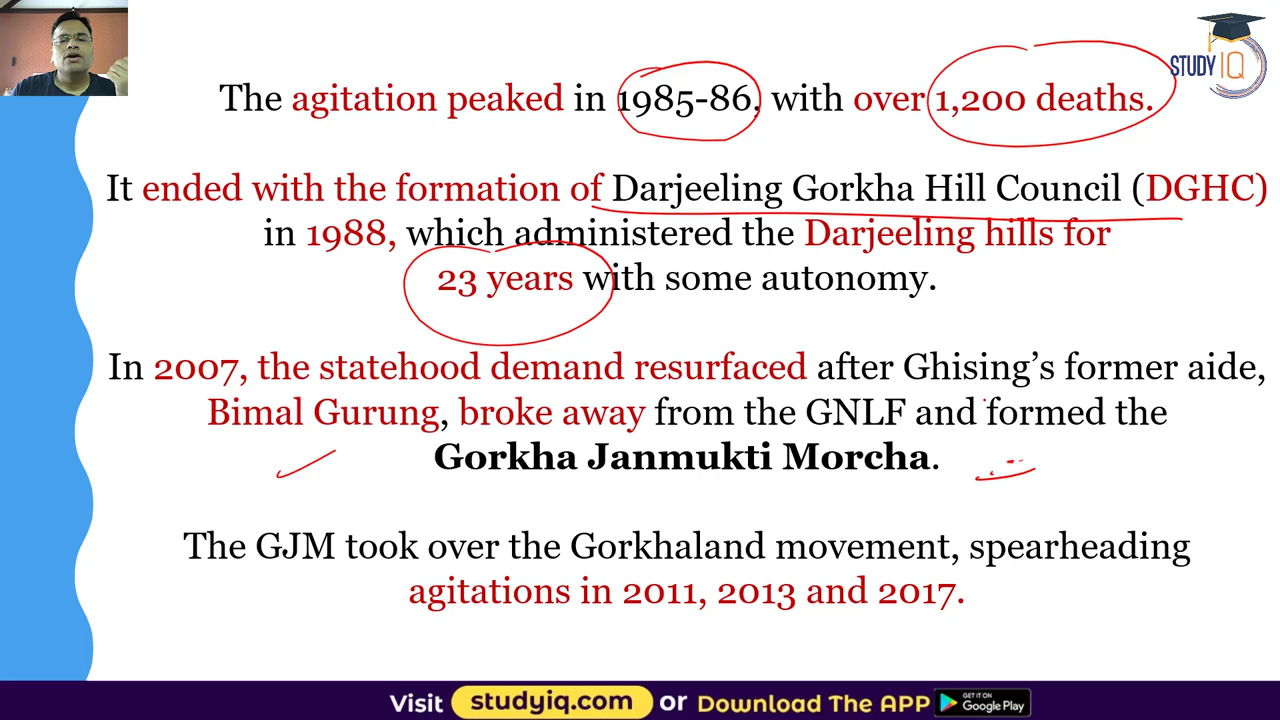 STUDY IQ
The agitation peaked in 1985-86, with over 1,200 deaths.
It ended with the formation of Darjeeling Gorkha Hill Council (DGHC)
in 1988, which administered the Darjeeling hills for
23 years with some autonomy.
In 2007, the statehood demand resurfaced after Ghising’s former aide,
Bimal Gurung, broke away from the GNLF and formed the
Gorkha Janmukti Morcha.
The GJM took over the Gorkhaland movement, spearheading
agitations in 2011, 2013 and 2017.
Visit studyiq.com or Download The APP GET IT ON Google Play